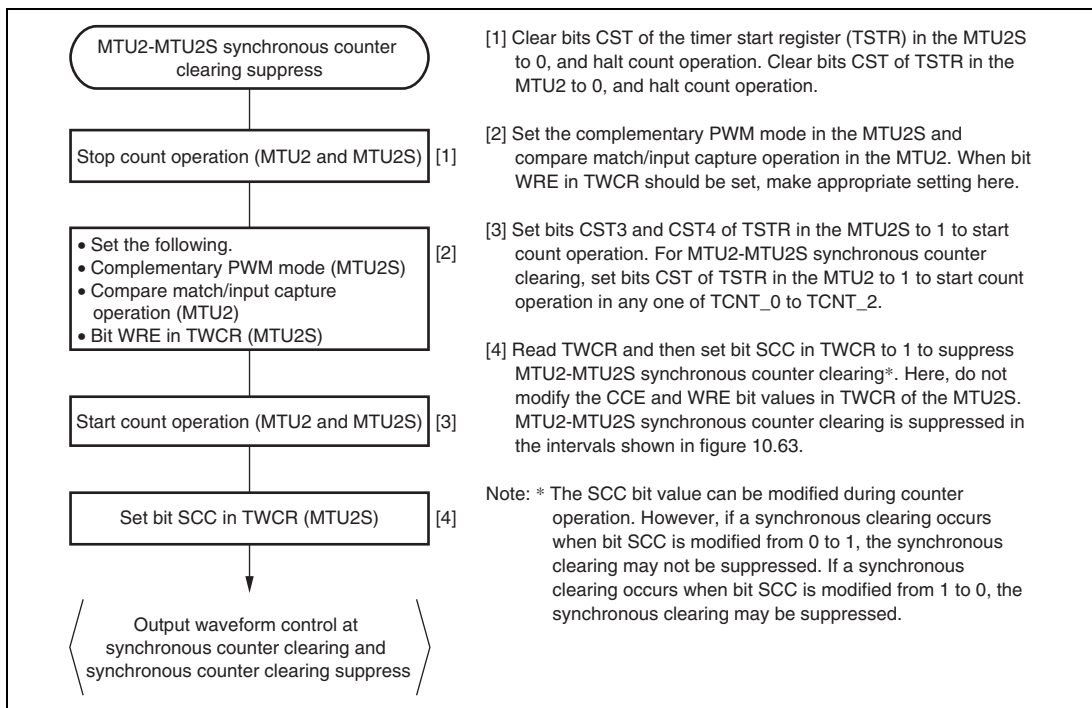 MTU2-MTU2S synchronous counter
clearing suppress
Stop count operation (MTU2 and MTU2S)
[1]
• Set the following.
• Complementary PWM mode (MTU2S)
• Compare match/input capture
operation (MTU2)
• Bit WRE in TWCR (MTU2S)
[2]
Start count operation (MTU2 and MTU2S)
[3]
Set bit SCC in TWCR (MTU2S)
[4]
Output waveform control at
synchronous counter clearing and
synchronous counter clearing suppress
[1] Clear bits CST of the timer start register (TSTR) in the MTU2S
to 0, and halt count operation. Clear bits CST of TSTR in the
MTU2 to 0, and halt count operation.
[2] Set the complementary PWM mode in the MTU2S and
compare match/input capture operation in the MTU2. When bit
WRE in TWCR should be set, make appropriate setting here.
[3] Set bits CST3 and CST4 of TSTR in the MTU2S to 1 to start
count operation. For MTU2-MTU2S synchronous counter
clearing, set bits CST of TSTR in the MTU2 to 1 to start count
operation in any one of TCNT_0 to TCNT_2.
[4] Read TWCR and then set bit SCC in TWCR to 1 to suppress
MTU2-MTU2S synchronous counter clearing*. Here, do not
modify the CCE and WRE bit values in TWCR of the MTU2S.
MTU2-MTU2S synchronous counter clearing is suppressed in
the intervals shown in figure 10.63.
Note: * The SCC bit value can be modified during counter
operation. However, if a synchronous clearing occurs
when bit SCC is modified from 0 to 1, the synchronous
clearing may not be suppressed. If a synchronous
clearing occurs when bit SCC is modified from 1 to 0, the
synchronous clearing may be suppressed.